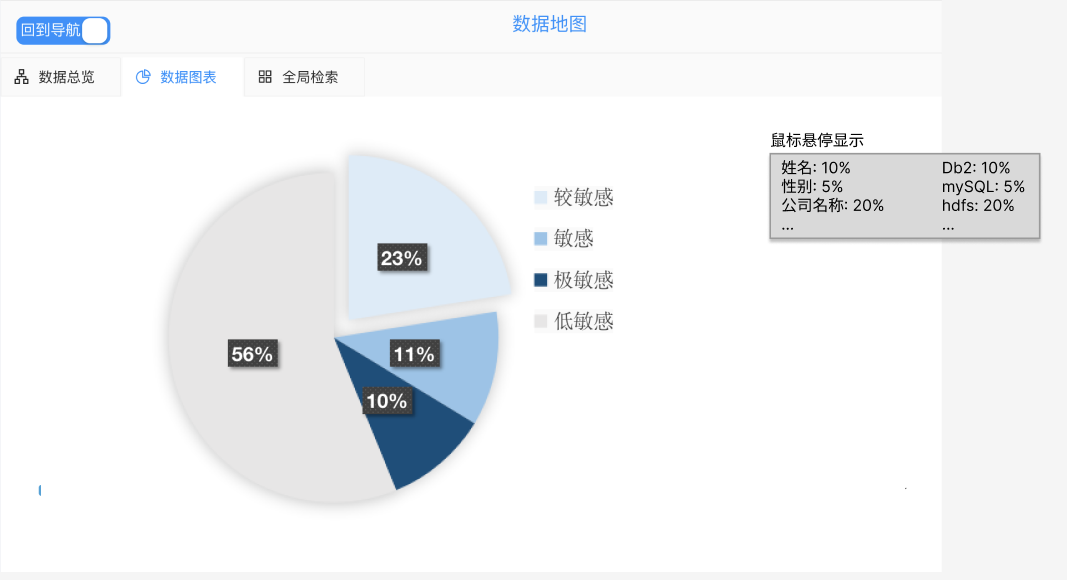 回到导航
数据地图
数据总览
数据图表
全局检索
鼠标悬停显示
姓名: 10%
Db2: 10%
性别: 5%
mySQL: 5%
公司名称: 20%
hdfs: 20%
...
...
较敏感
敏感
极敏感
低敏感
23%
56%
11%
10%